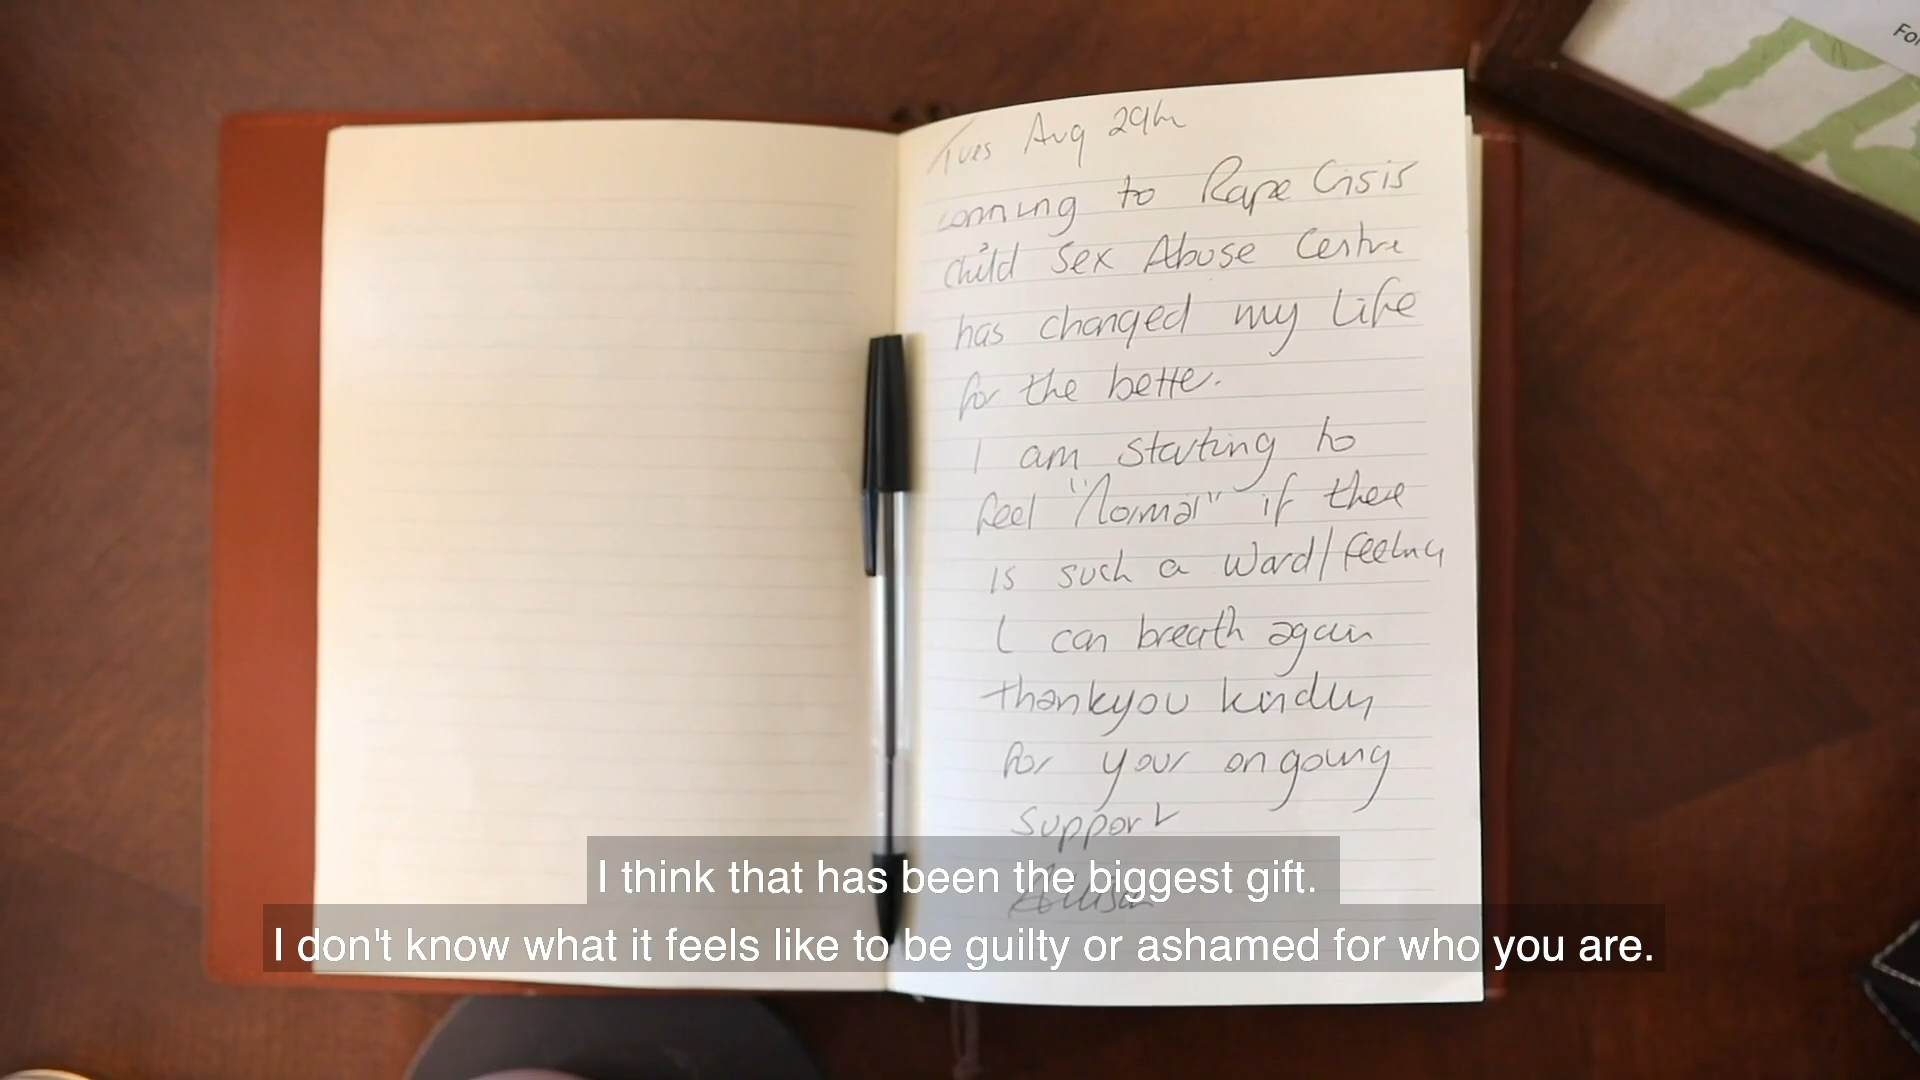 Tues Aug 29th
comming to Rape Crisis
child Sex Abuse Centre
has changed my Life
for the bette.
I am starting to
feel "Normal" if there
is such a Word/feeling
I can breath again
thankyou kindly
for your ongoing
support
I think that has been the biggest gift.
I don't know what it feels like to be guilty or ashamed for who you are.